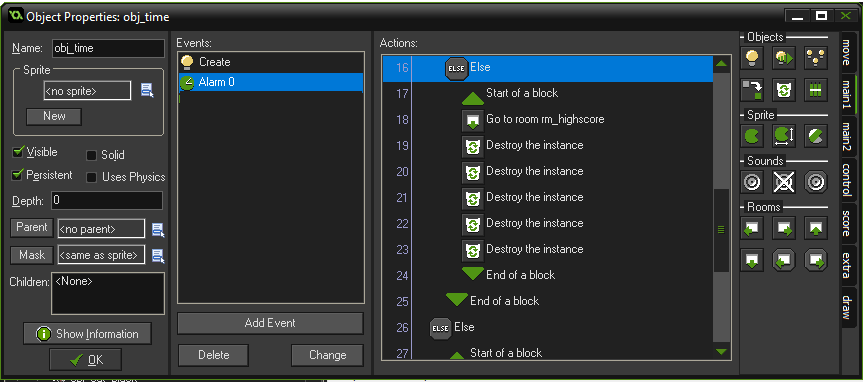 Object Properties: obj_time
Name: obj_time
Sprite
<no sprite>
New
Visible
Solid
Persistent
Uses Physics
Depth: 0
Parent
<no parent>
Mask
<same as sprite>
Children:
<None>
Show Information
OK
Events:
Create
Alarm 0
Add Event
Delete
Change
Actions:
16 ELSE Else
17 Start of a block
18 Go to room rm_highscore
19 Destroy the instance
20 Destroy the instance
21 Destroy the instance
22 Destroy the instance
23 Destroy the instance
24 End of a block
25 End of a block
26 ELSE Else
27 Start of a block
Objects
Sprite
Sounds
Rooms
move
main1
main2
control
score
extra
draw